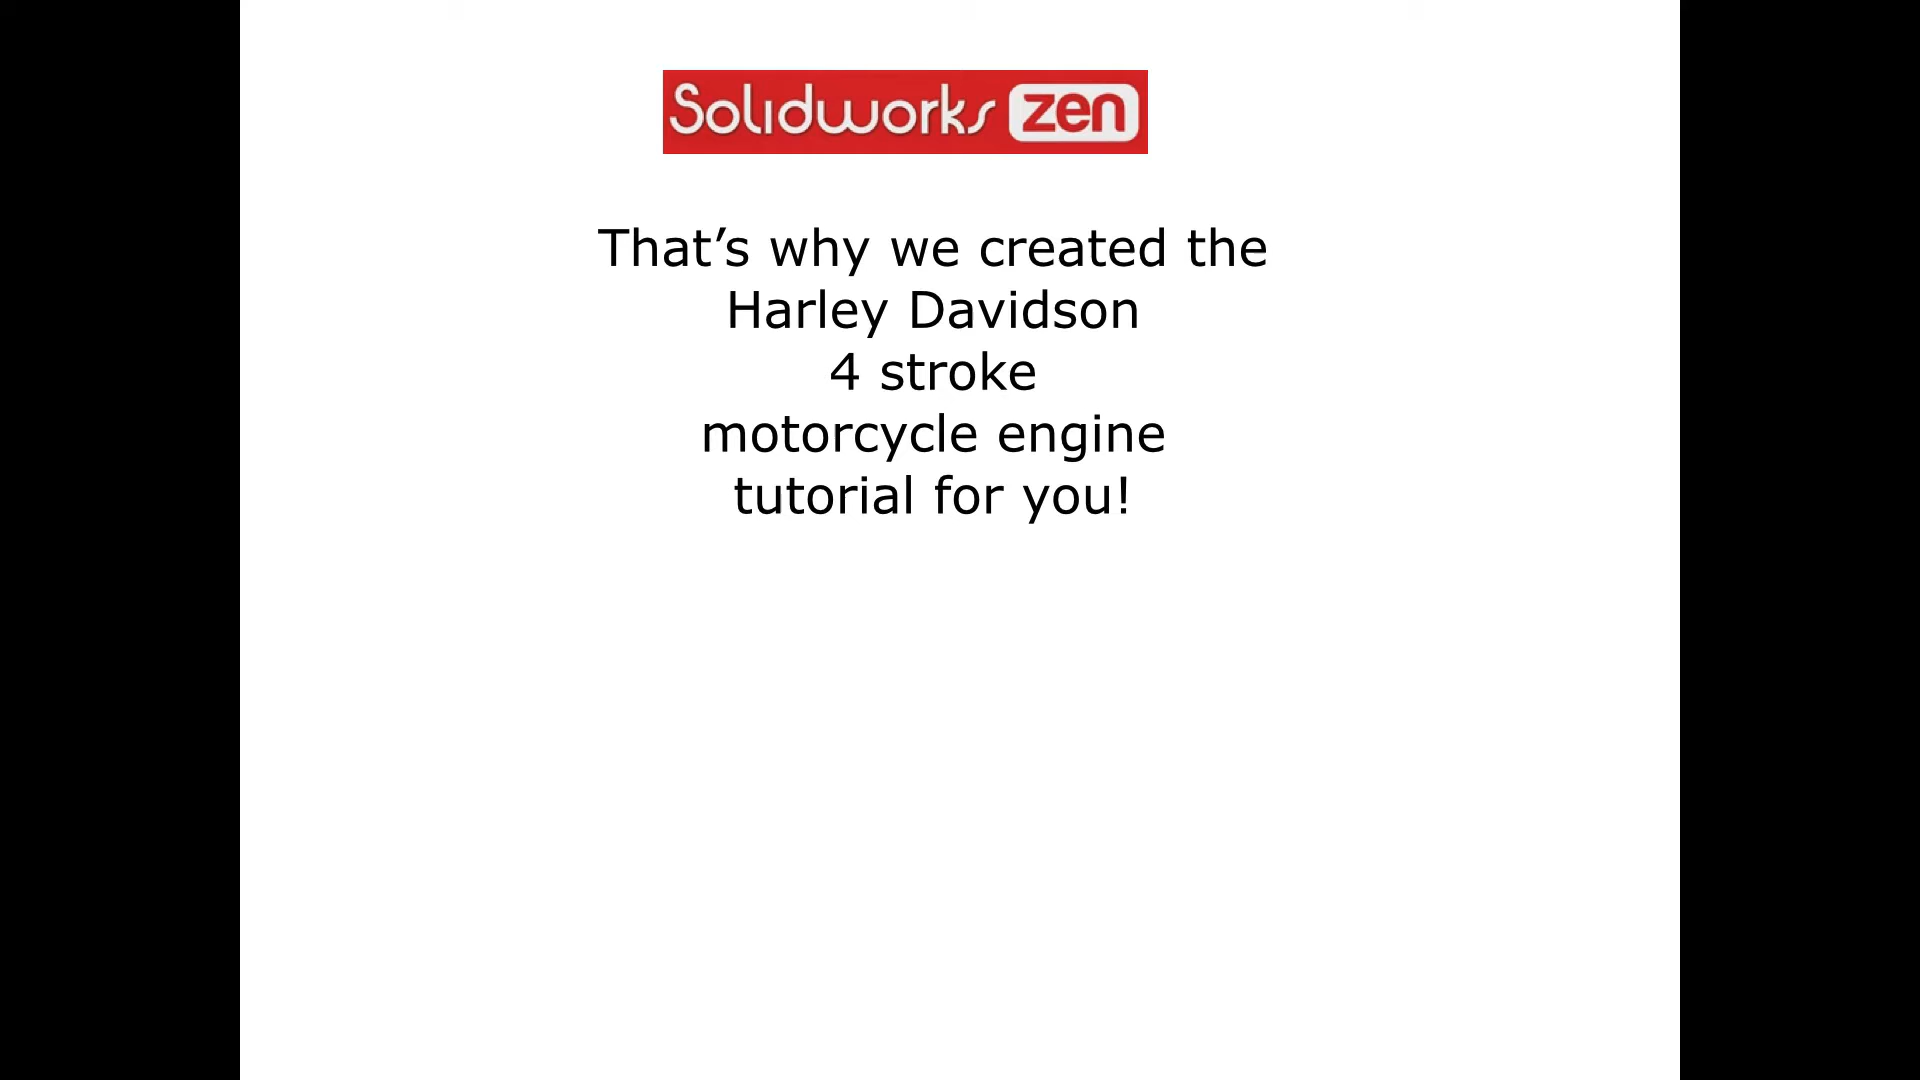 Solidworks zen
That’s why we created the
Harley Davidson
4 stroke
motorcycle engine
tutorial for you!